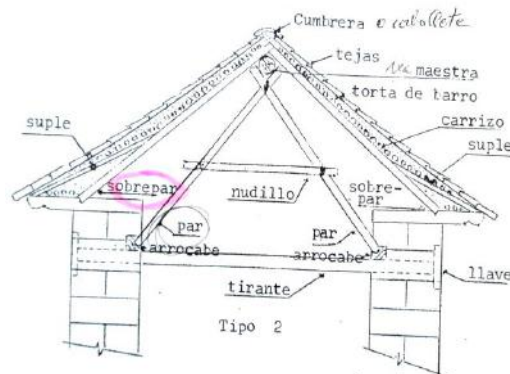 Cumbrera o caballete
tejas
maestra
torta de barro
carrizo
suple
suple
sobrepar
nudillo
sobre-
par
par
par
arrocabe
arrocabe
llave
tirante
Tipo 2